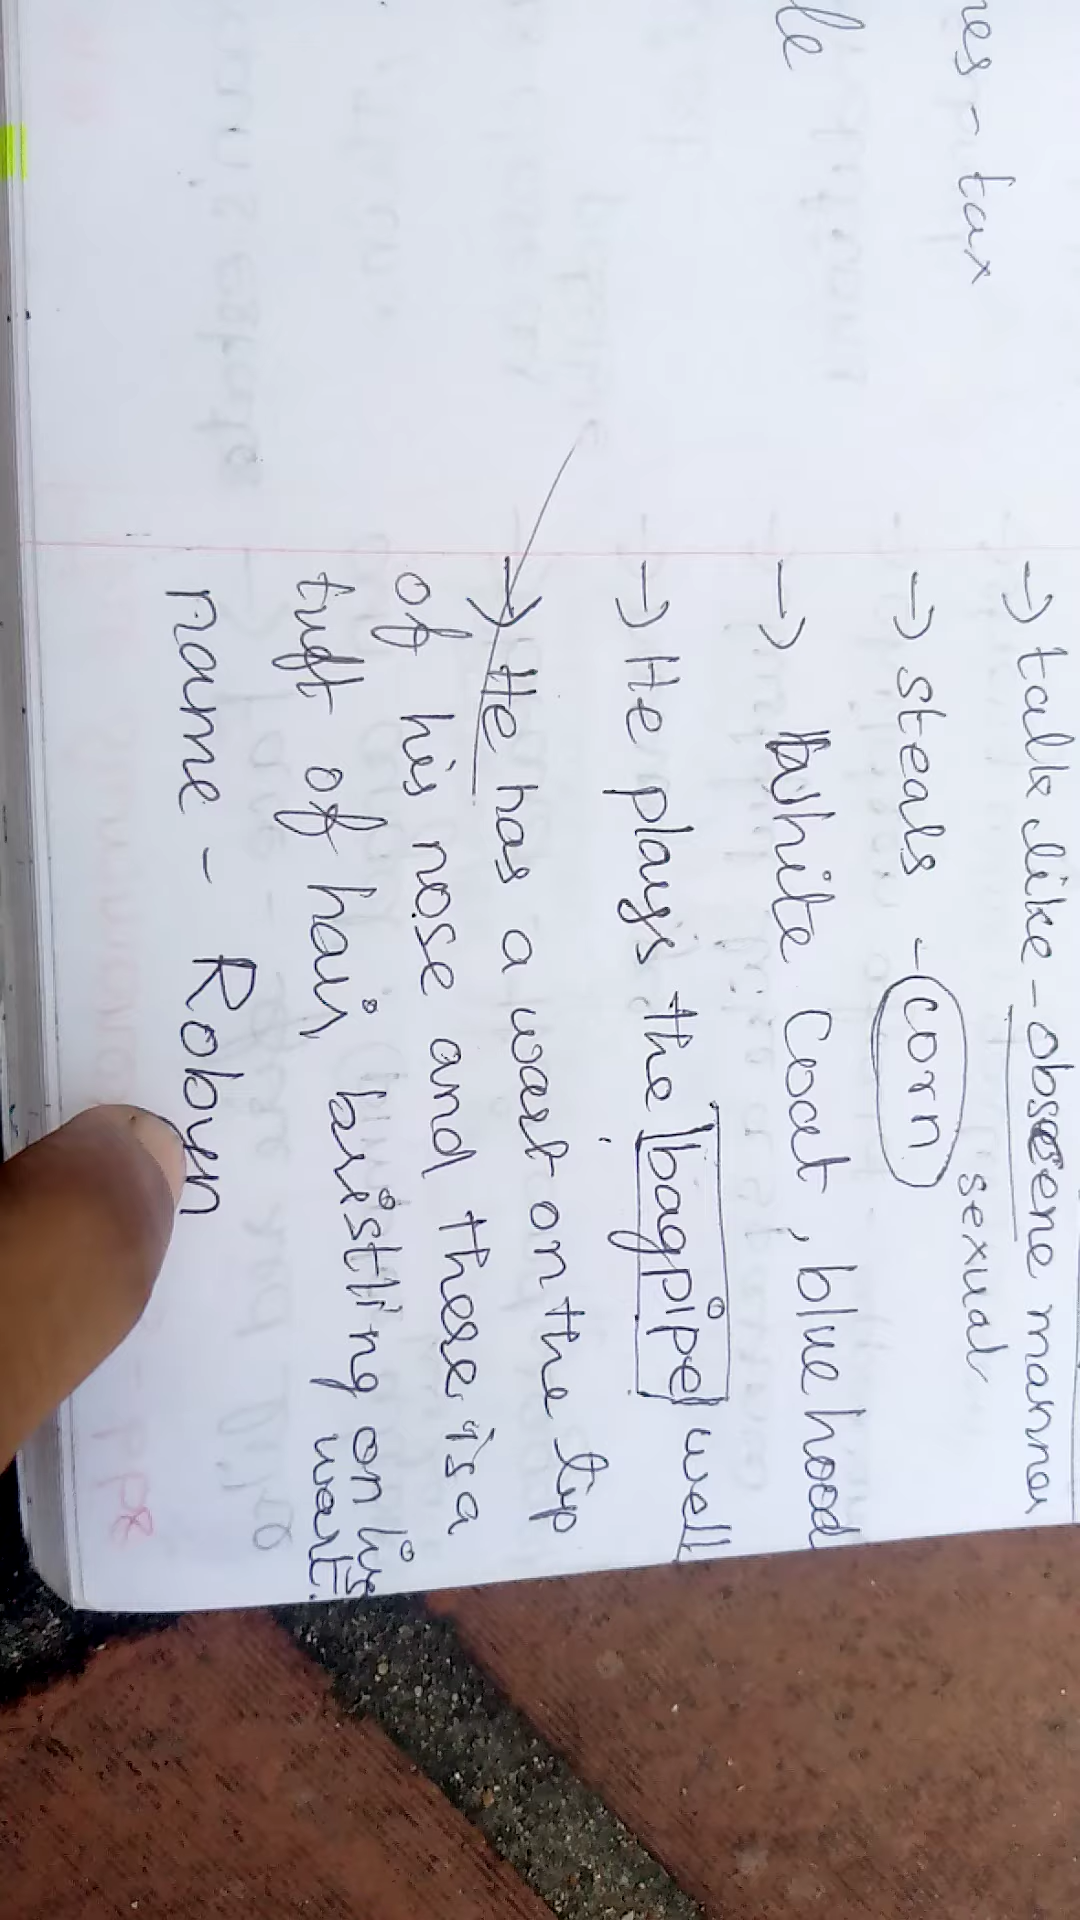 nes - tax
le
→ talk like - obscene manner
sexual
→ steals - corn
→ white Coat, blue hood
→ He plays the bagpipe well
→ He has a wart on the tip
of his nose and there is a
tuft of hair, bristling on his
wart.
name - Robyn